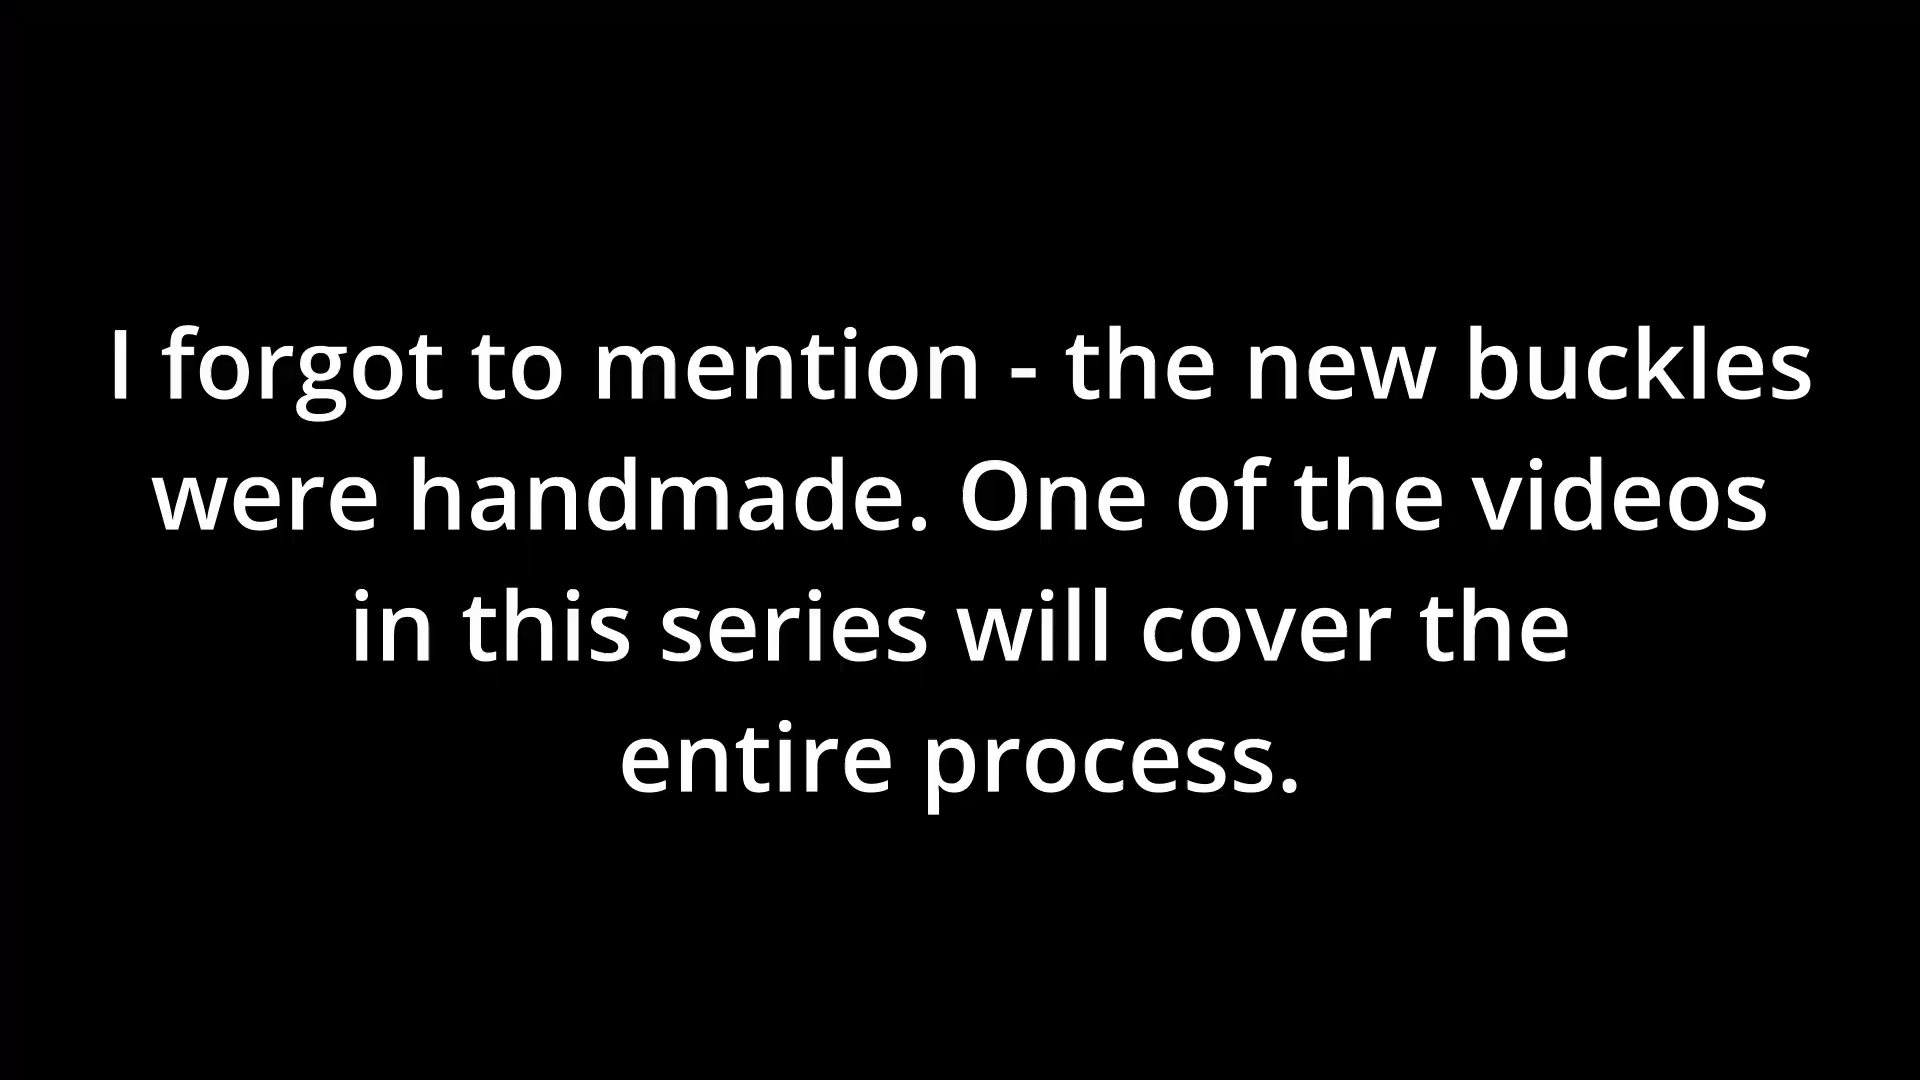 I forgot to mention - the new buckles
were handmade. One of the videos
in this series will cover the
entire process.